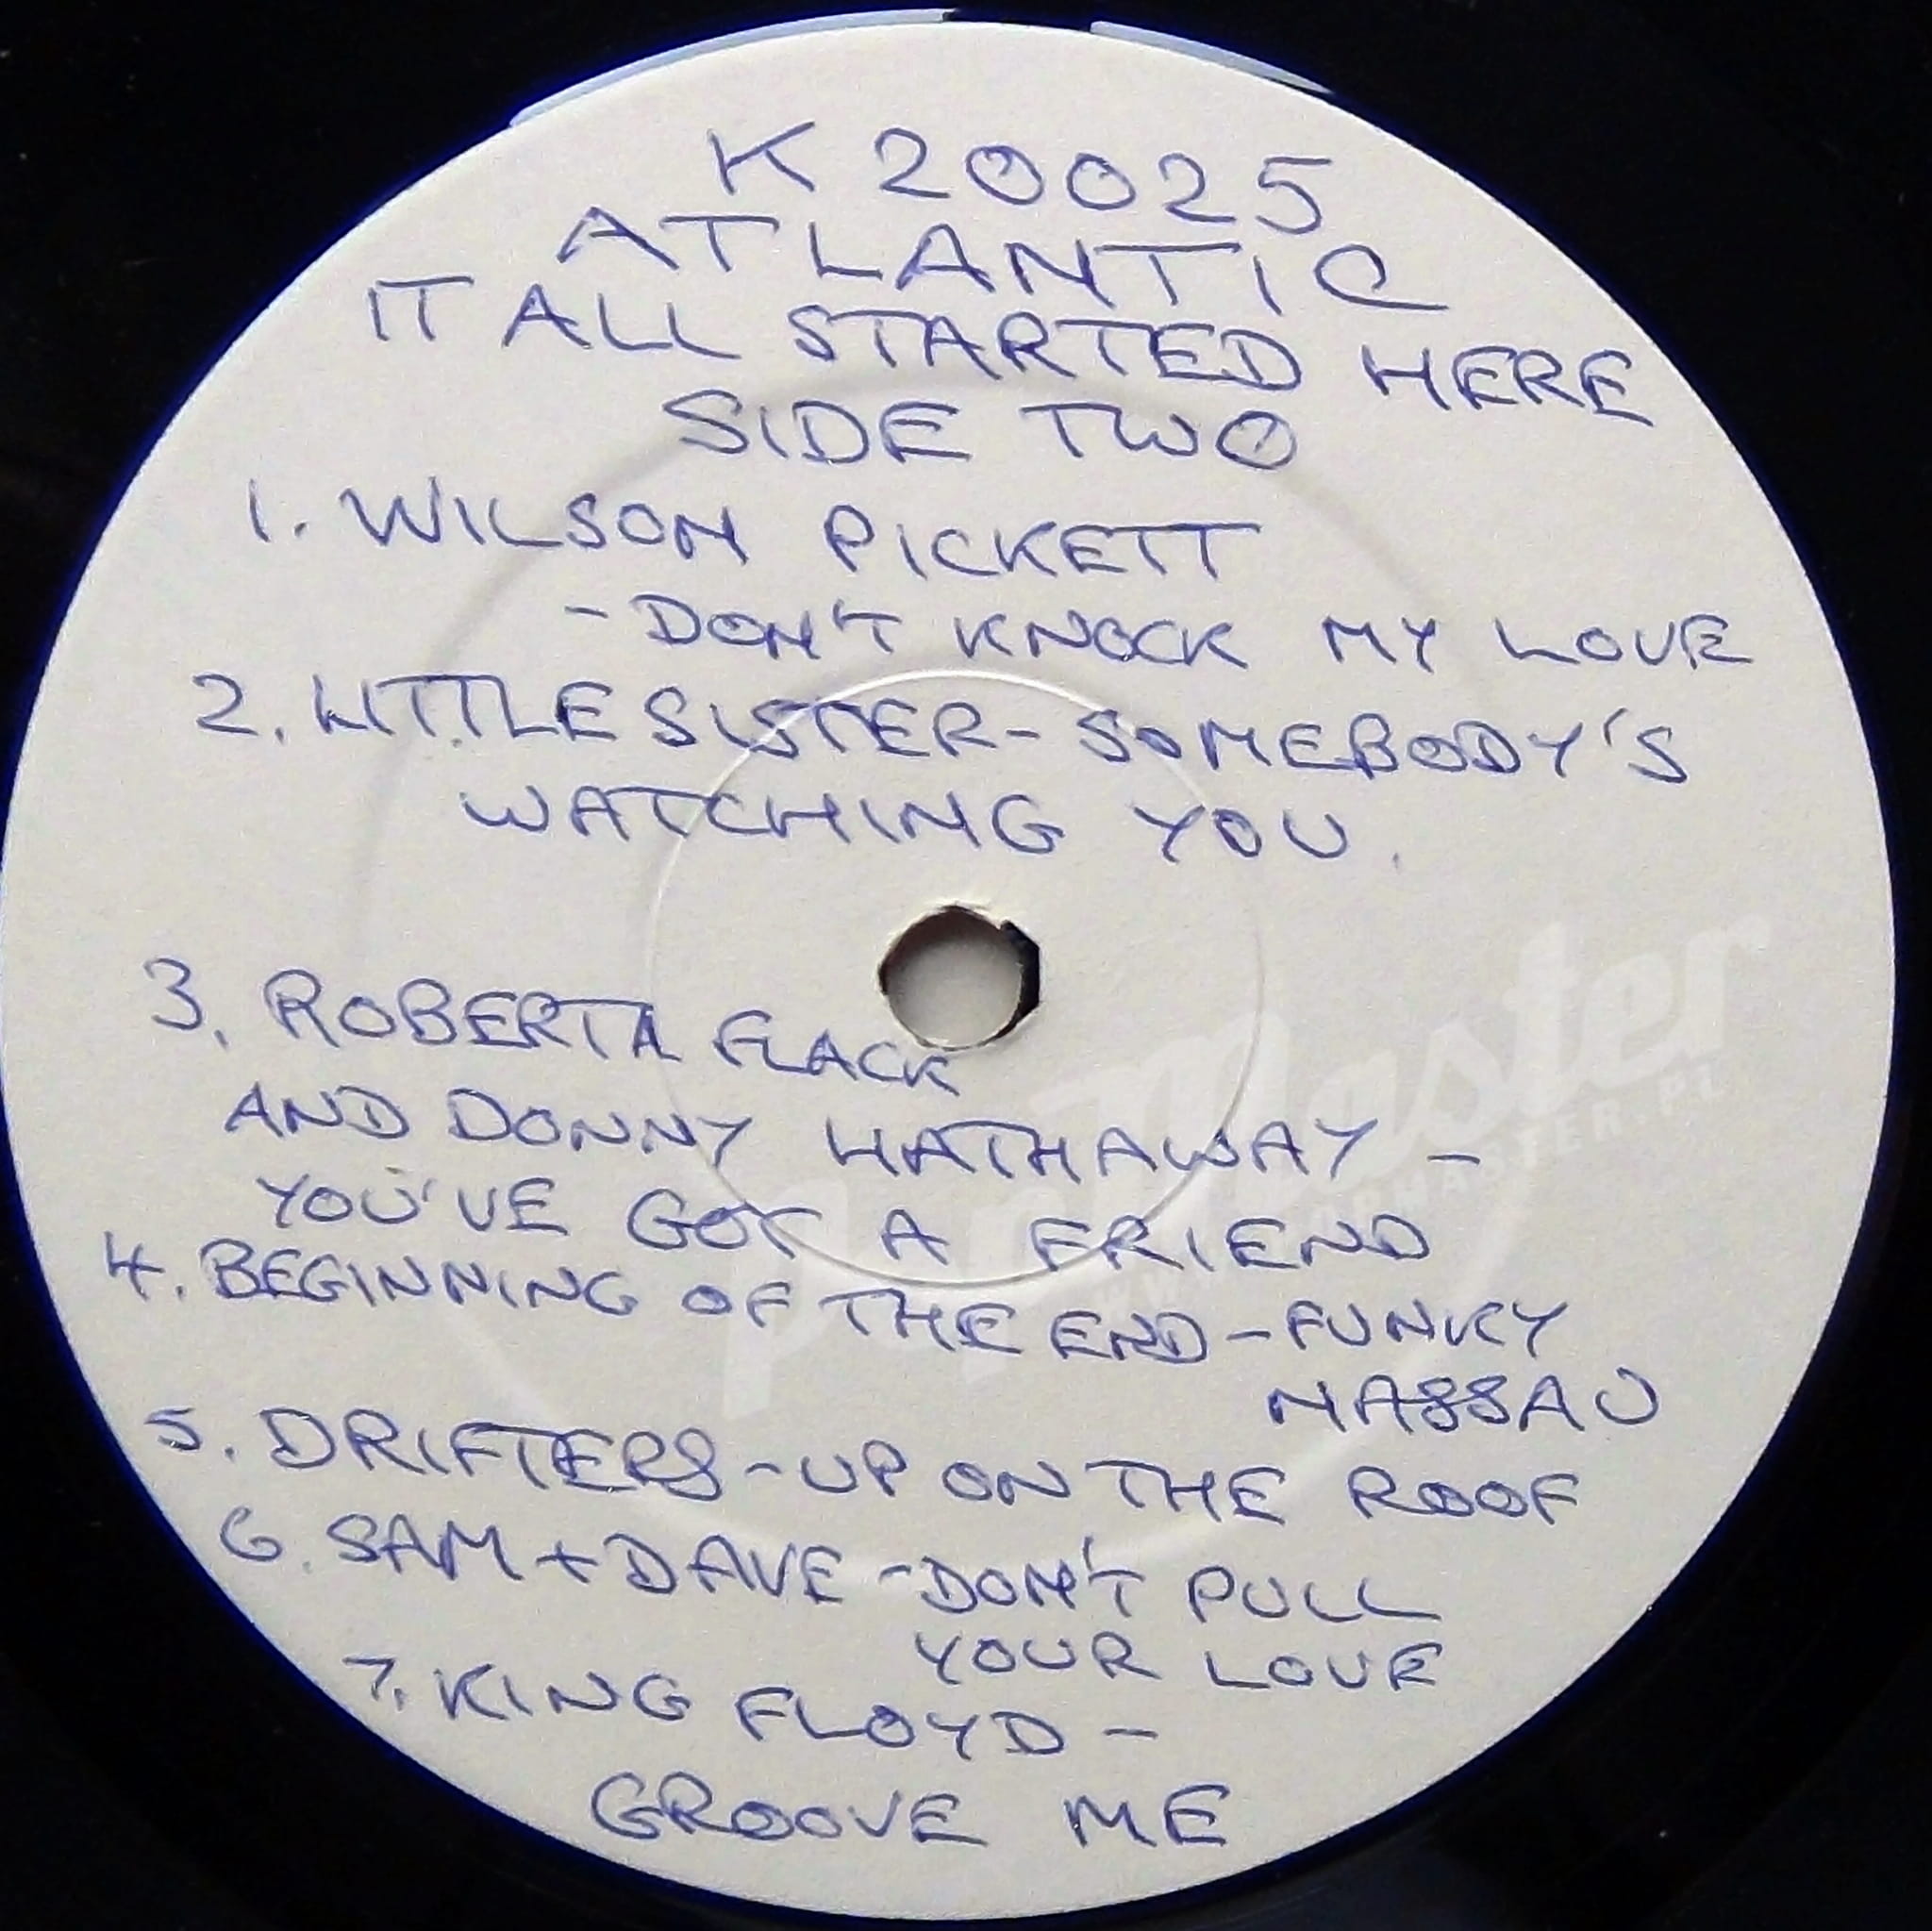 K 20025
ATLANTIC
IT ALL STARTED HERE
SIDE TWO
1. WILSON PICKETT
- DON'T KNOCK MY LOVE
2. LITTLE SISTER - SOMEBODY'S
WATCHING YOU.
3. ROBERTA FLACK
AND DONNY HATHAWAY -
YOU'VE GOT A FRIEND
4. BEGINNING OF THE END - FUNKY
NASSAU
5. DRIFTERS - UP ON THE ROOF
6. SAM + DAVE - DON'T PULL
YOUR LOVE
7. KING FLOYD -
GROOVE ME